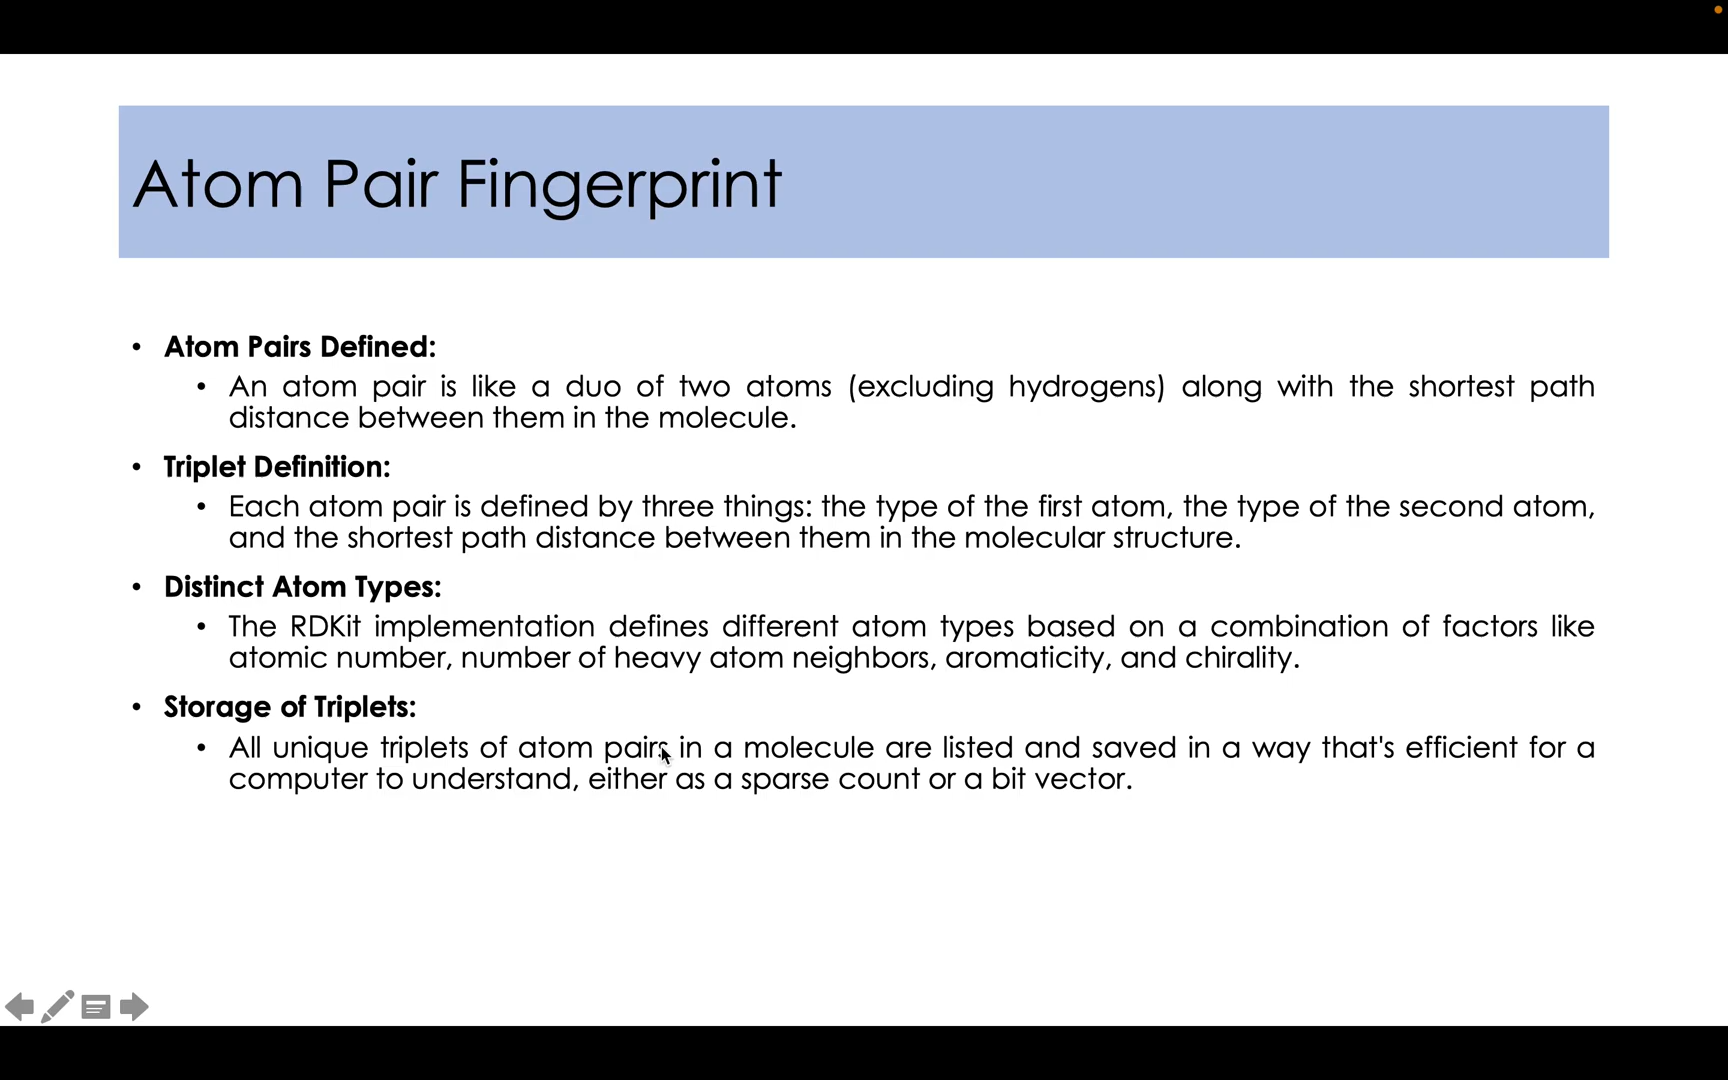 Atom Pair Fingerprint
• Atom Pairs Defined:
• An atom pair is like a duo of two atoms (excluding hydrogens) along with the shortest path
distance between them in the molecule.
• Triplet Definition:
• Each atom pair is defined by three things: the type of the first atom, the type of the second atom,
and the shortest path distance between them in the molecular structure.
• Distinct Atom Types:
• The RDKit implementation defines different atom types based on a combination of factors like
atomic number, number of heavy atom neighbors, aromaticity, and chirality.
• Storage of Triplets:
• All unique triplets of atom pairs in a molecule are listed and saved in a way that's efficient for a
computer to understand, either as a sparse count or a bit vector.